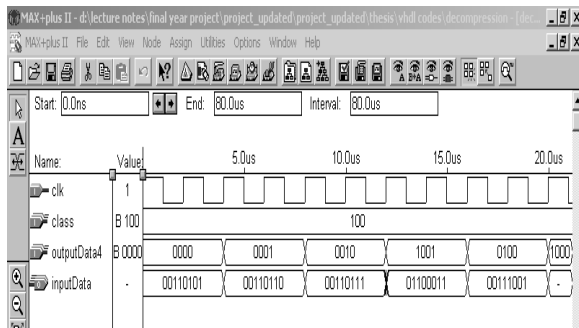 MAX+plus II - d:\lecture notes\final year project\project_updated\project_updated\thesis\vhdl codes\decompression - [dec...
MAX+plus II File Edit View Node Assign Utilities Options Window Help
Start: 0.0ns End: 80.0us Interval: 80.0us
A
Name: Value: 5.0us 10.0us 15.0us 20.0us
clk 1
class B 100 100
outputData4 B 0000 0000 0001 0010 1001 0100 1000
inputData - 00110101 00110110 00110111 01100011 00111001 -